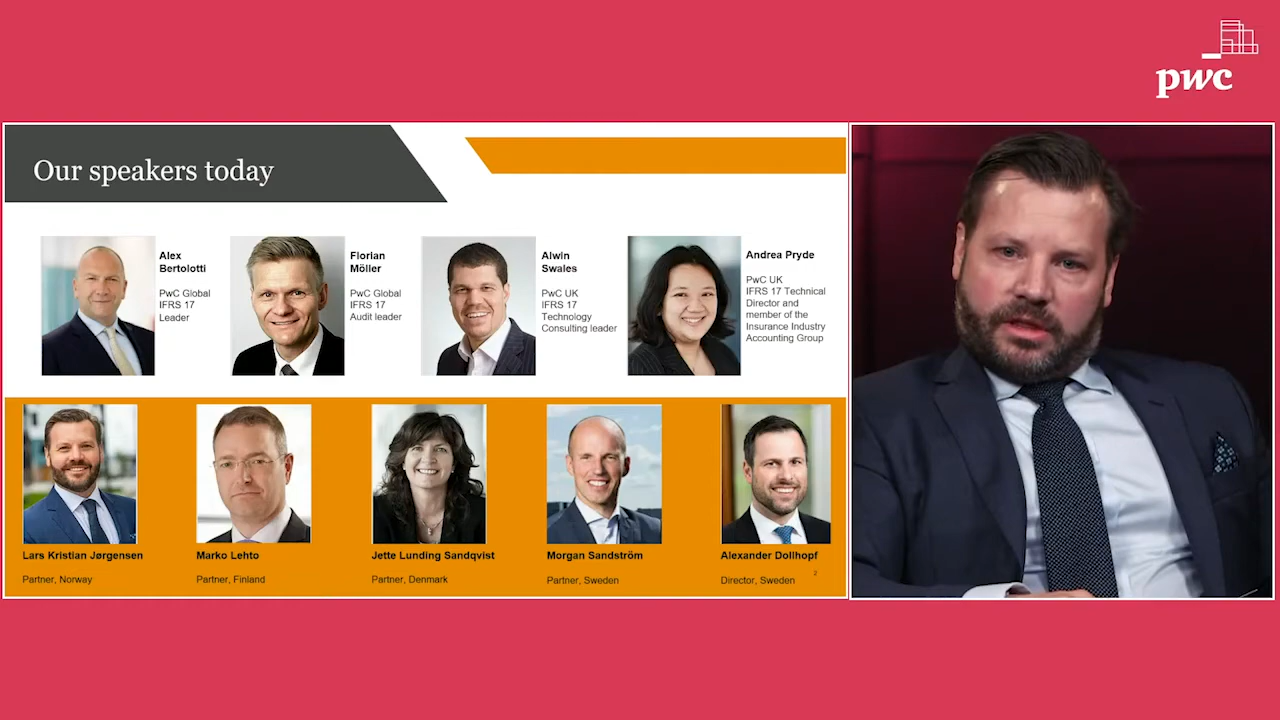 pwc
Our speakers today
Alex
Bertolotti
PwC Global
IFRS 17
Leader
Florian
Möller
PwC Global
IFRS 17
Audit leader
Alwin
Swales
PwC UK
IFRS 17
Technology
Consulting leader
Andrea Pryde
PwC UK
IFRS 17 Technical
Director and
member of the
Insurance Industry
Accounting Group
Lars Kristian Jørgensen
Partner, Norway
Marko Lehto
Partner, Finland
Jette Lunding Sandqvist
Partner, Denmark
Morgan Sandström
Partner, Sweden
Alexander Dollhopf
Director, Sweden
2